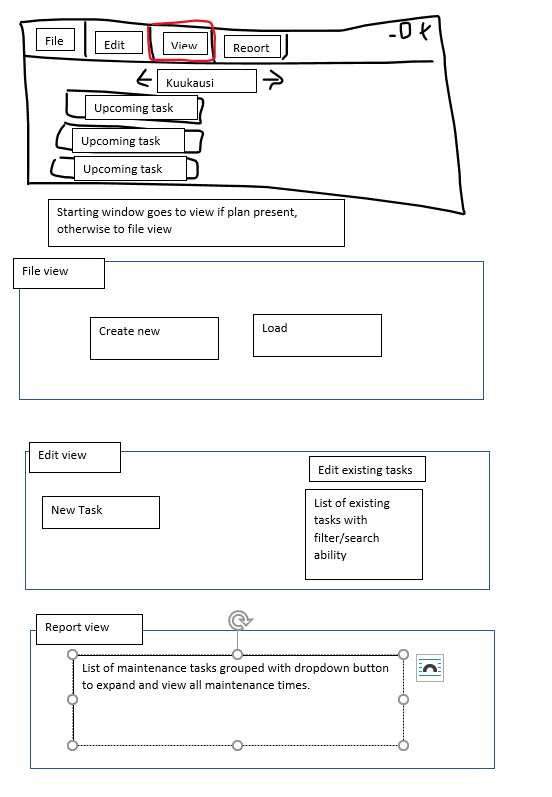 File
Edit
View
Report
Kuukausi
Upcoming task
Upcoming task
Upcoming task
Starting window goes to view if plan present,
otherwise to file view
File view
Create new
Load
Edit view
Edit existing tasks
New Task
List of existing
tasks with
filter/search
ability
Report view
List of maintenance tasks grouped with dropdown button
to expand and view all maintenance times.